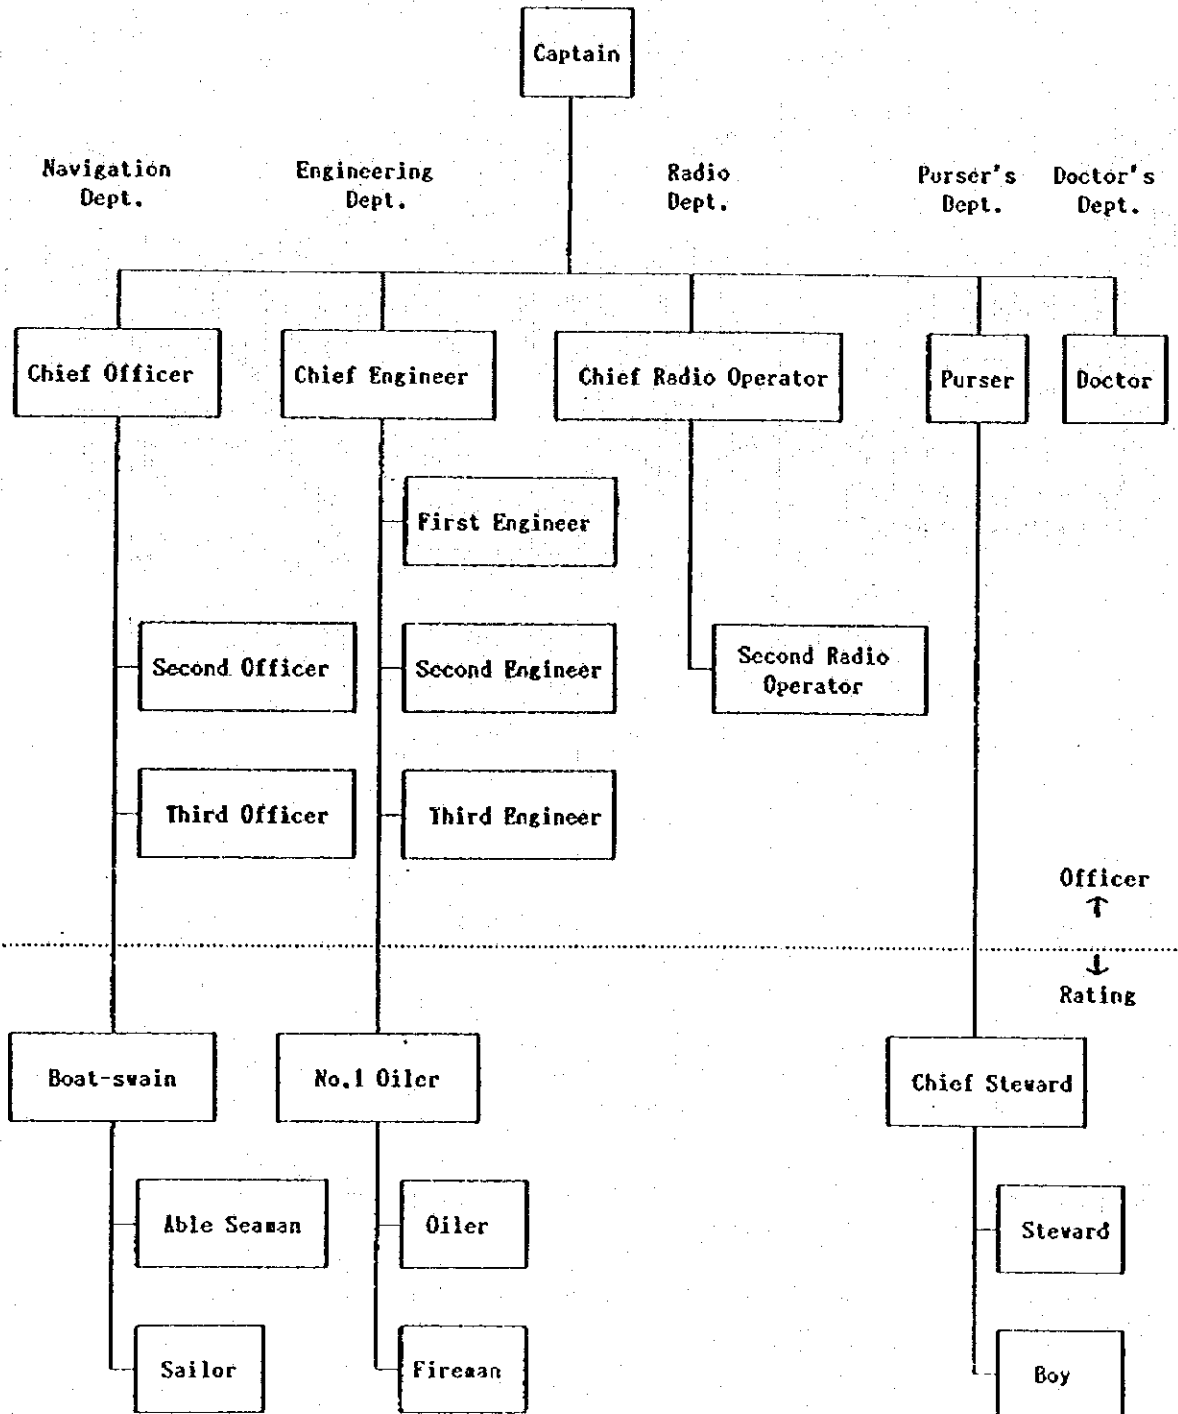 Captain
Navigation
Dept.
Engineering
Dept.
Radio
Dept.
Purser's
Dept.
Doctor's
Dept.
Chief Officer
Chief Engineer
Chief Radio Operator
Purser
Doctor
First Engineer
Second Officer
Second Engineer
Second Radio
Operator
Third Officer
Third Engineer
Officer
↑
↓
Rating
Boat-swain
No.1 Oiler
Chief Steward
Able Seaman
Oiler
Steward
Sailor
Fireman
Boy